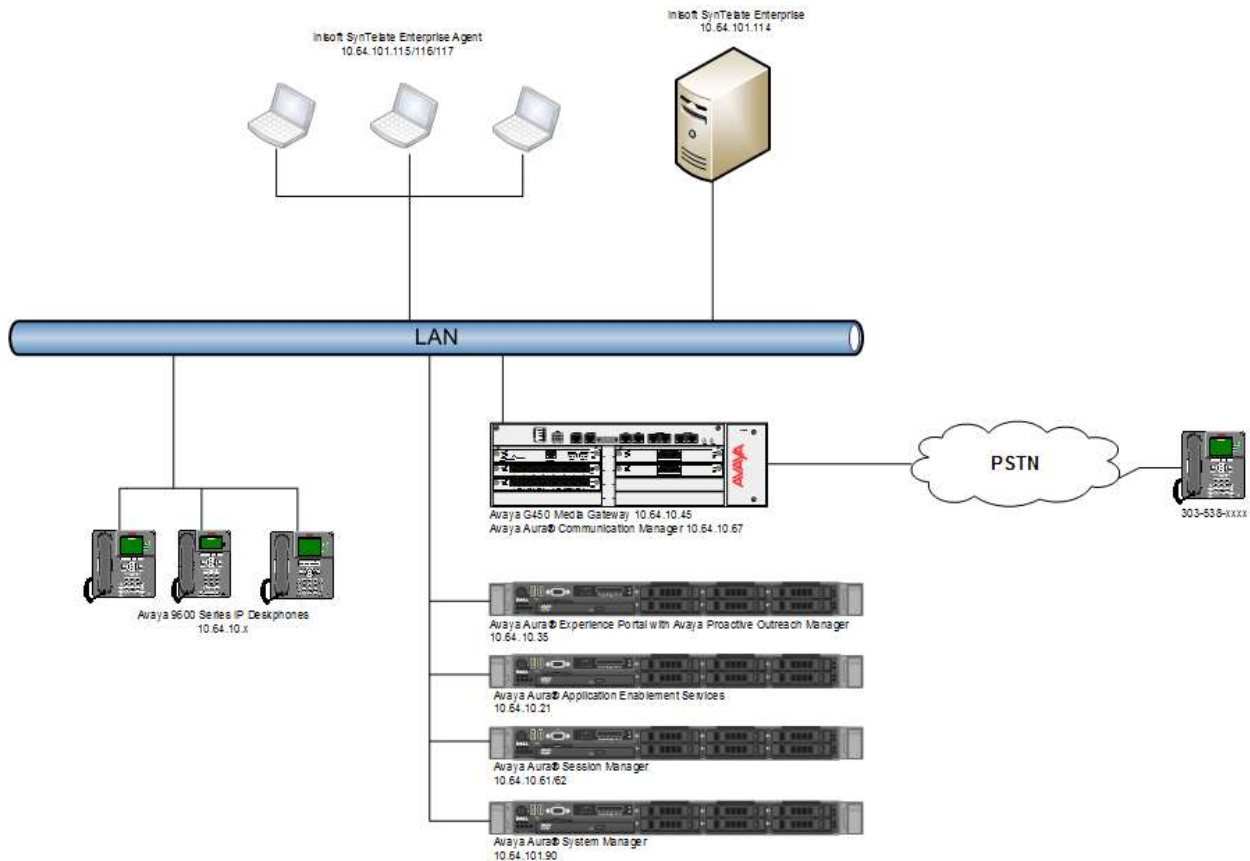 Inisoft SynTelate Enterprise
10.64.101.114
Inisoft SynTelate Enterprise Agent
10.64.101.115/116/117
LAN
AVAYA
PSTN
Avaya G450 Media Gateway 10.64.10.45
Avaya Aura® Communication Manager 10.64.10.67
303-538-xxxx
Avaya 9600 Series IP Deskphones
10.64.10.x
Avaya Aura® Experience Portal with Avaya Proactive Outreach Manager
10.64.10.35
Avaya Aura® Application Enablement Services
10.64.10.21
Avaya Aura® Session Manager
10.64.10.61/62
Avaya Aura® System Manager
10.64.101.90